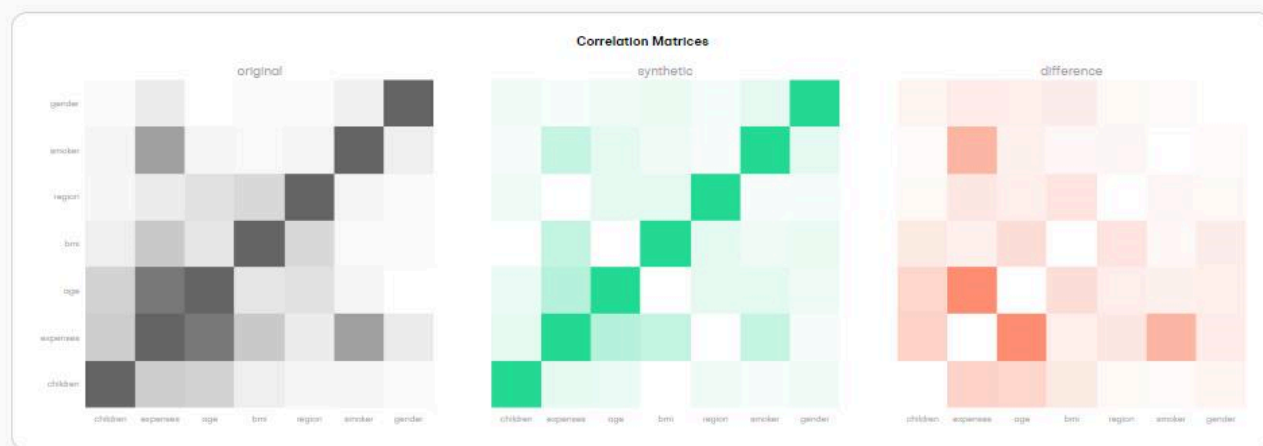 Correlation Matrices
original synthetic difference
gender
smoker
region
bmi
age
expenses
children
children expenses age bmi region smoker gender children expenses age bmi region smoker gender children expenses age bmi region smoker gender